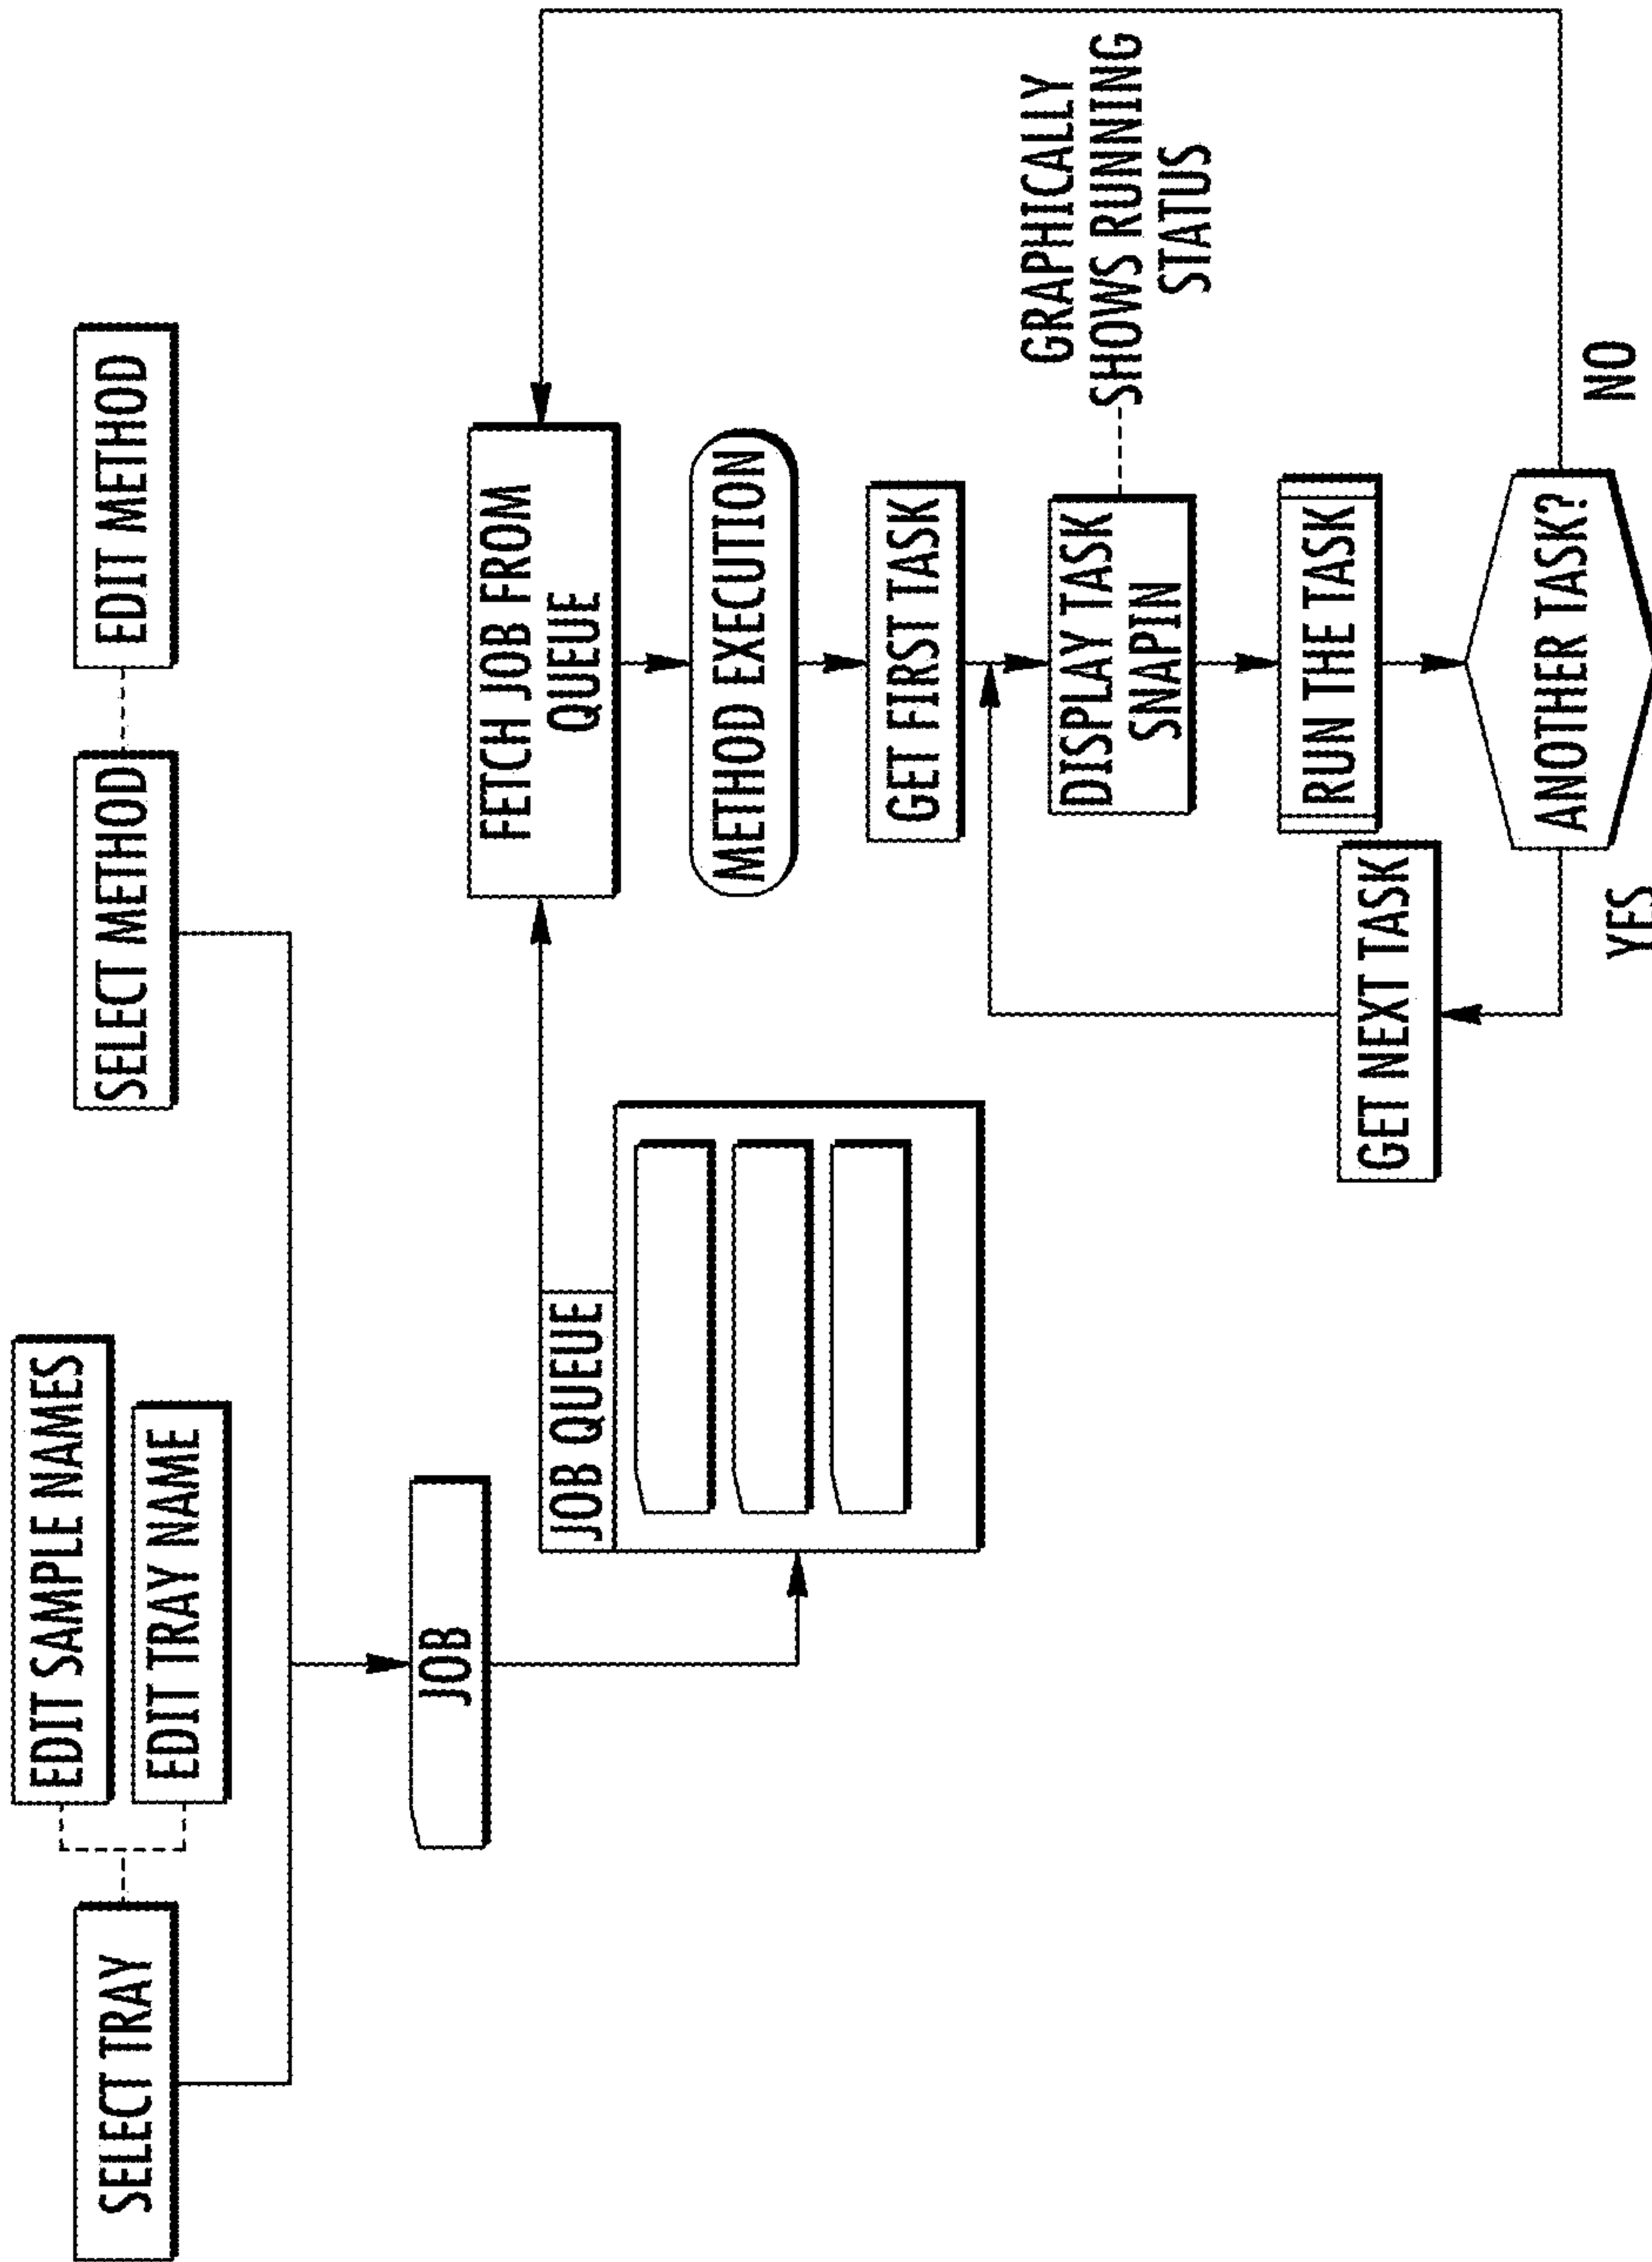 SELECT TRAY
EDIT SAMPLE NAMES
EDIT TRAY NAME
SELECT METHOD
EDIT METHOD
JOB
JOB QUEUE
FETCH JOB FROM
QUEUE
METHOD EXECUTION
GET FIRST TASK
DISPLAY TASK
SNAPIN
GRAPHICALLY
SHOWS RUNNING
STATUS
RUN THE TASK
GET NEXT TASK
ANOTHER TASK?
YES
NO